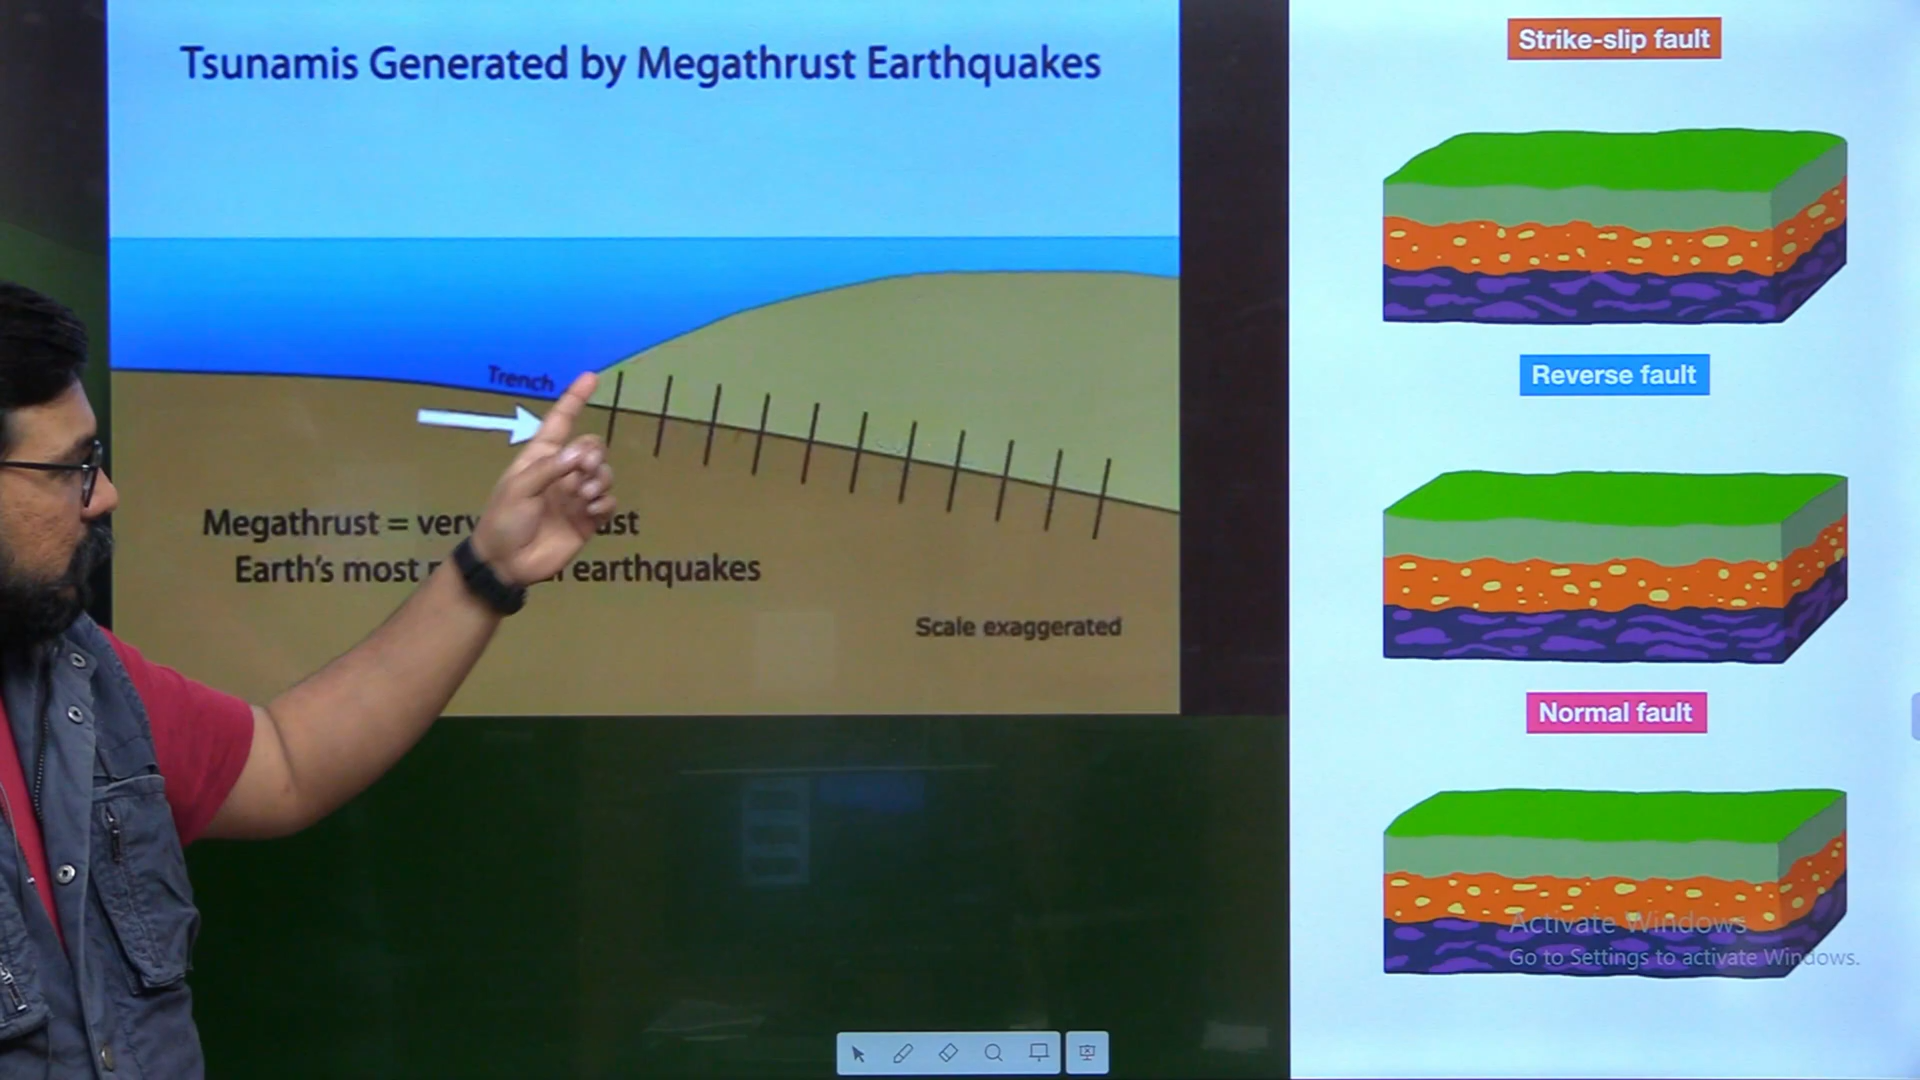 Tsunamis Generated by Megathrust Earthquakes
Trench
Megathrust = very
Earth's most earthquakes
Scale exaggerated
Strike-slip fault
Reverse fault
Normal fault
Activate Windows
Go to Settings to activate Windows.